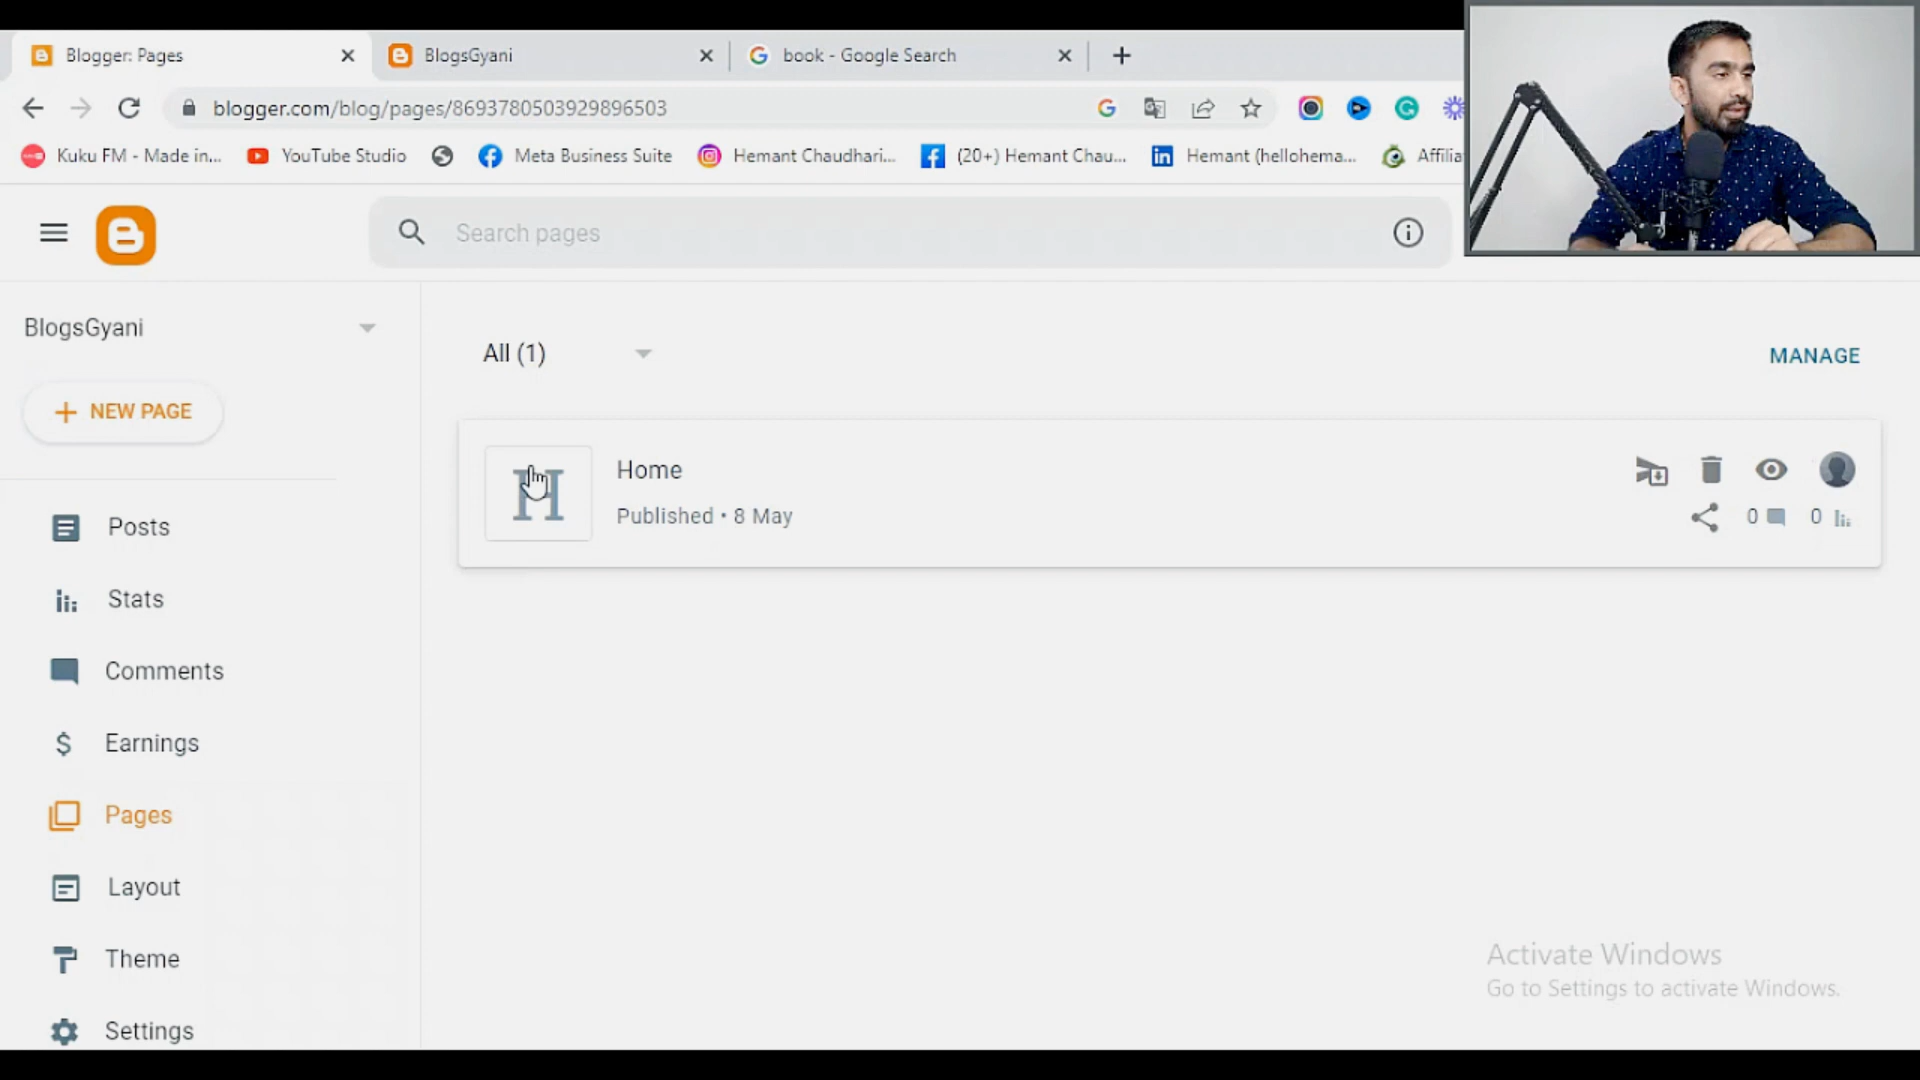 Blogger: Pages
BlogsGyani
book - Google Search
blogger.com/blog/pages/8693780503929896503
Kuku FM - Made in...
YouTube Studio
Meta Business Suite
Hemant Chaudhari...
(20+) Hemant Chau...
Hemant (hellohema...
Affilia
Search pages
BlogsGyani
All (1)
MANAGE
+ NEW PAGE
H
Home
Published • 8 May
0
0
Posts
Stats
Comments
Earnings
Pages
Layout
Theme
Settings
Activate Windows
Go to Settings to activate Windows.